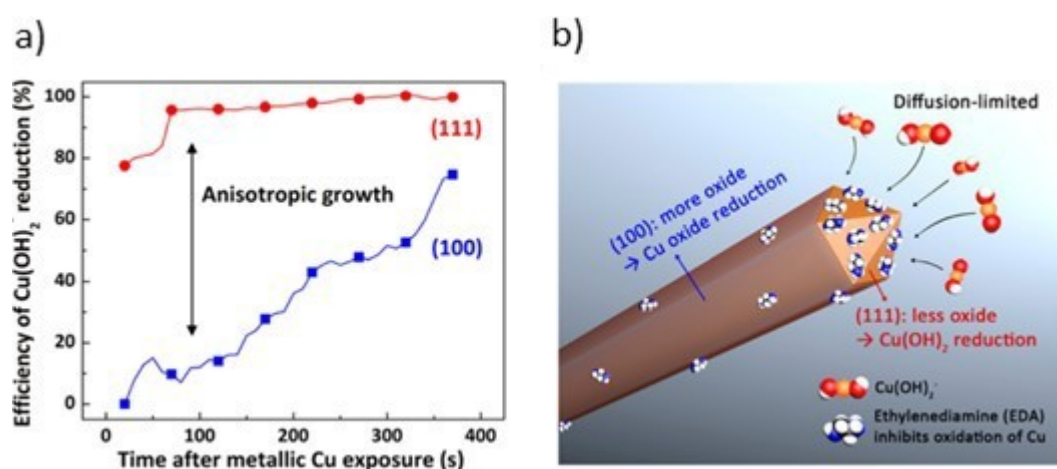 a)
Efficiency of Cu(OH)₂⁻ reduction (%)
100
80
60
40
20
0
(111)
Anisotropic growth
(100)
0
100
200
300
400
Time after metallic Cu exposure (s)
b)
Diffusion-limited
(100): more oxide
→ Cu oxide reduction
(111): less oxide
→ Cu(OH)₂⁻ reduction
Cu(OH)₂⁻
Ethylenediamine (EDA)
inhibits oxidation of Cu